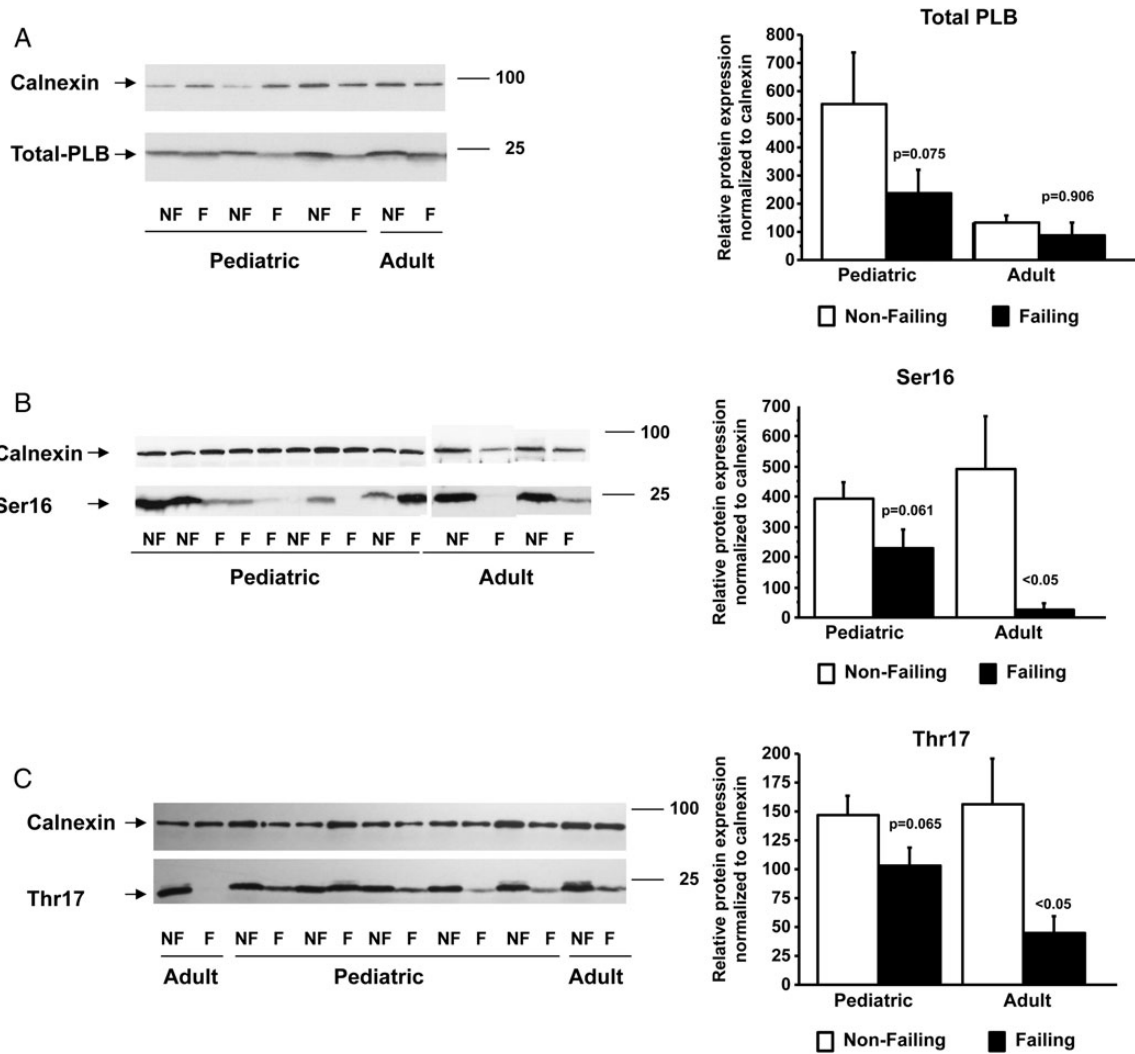 A
Calnexin
100
Total-PLB
25
NF F NF F NF F NF F
Pediatric Adult
Total PLB
Relative protein expression
normalized to calnexin
800
700
600
500
400
300
200
100
0
p=0.075
p=0.906
Pediatric Adult
Non-Failing Failing
B
Calnexin
100
Ser16
25
NF NF F F F NF F F NF F NF F NF F
Pediatric Adult
Ser16
Relative protein expression
normalized to calnexin
700
600
500
400
300
200
100
0
p=0.061
<0.05
Pediatric Adult
Non-Failing Failing
C
Calnexin
100
Thr17
25
NF F NF F NF F NF F NF F NF F NF F
Adult Pediatric Adult
Thr17
Relative protein expression
normalized to calnexin
200
175
150
125
100
75
50
25
0
p=0.065
<0.05
Pediatric Adult
Non-Failing Failing